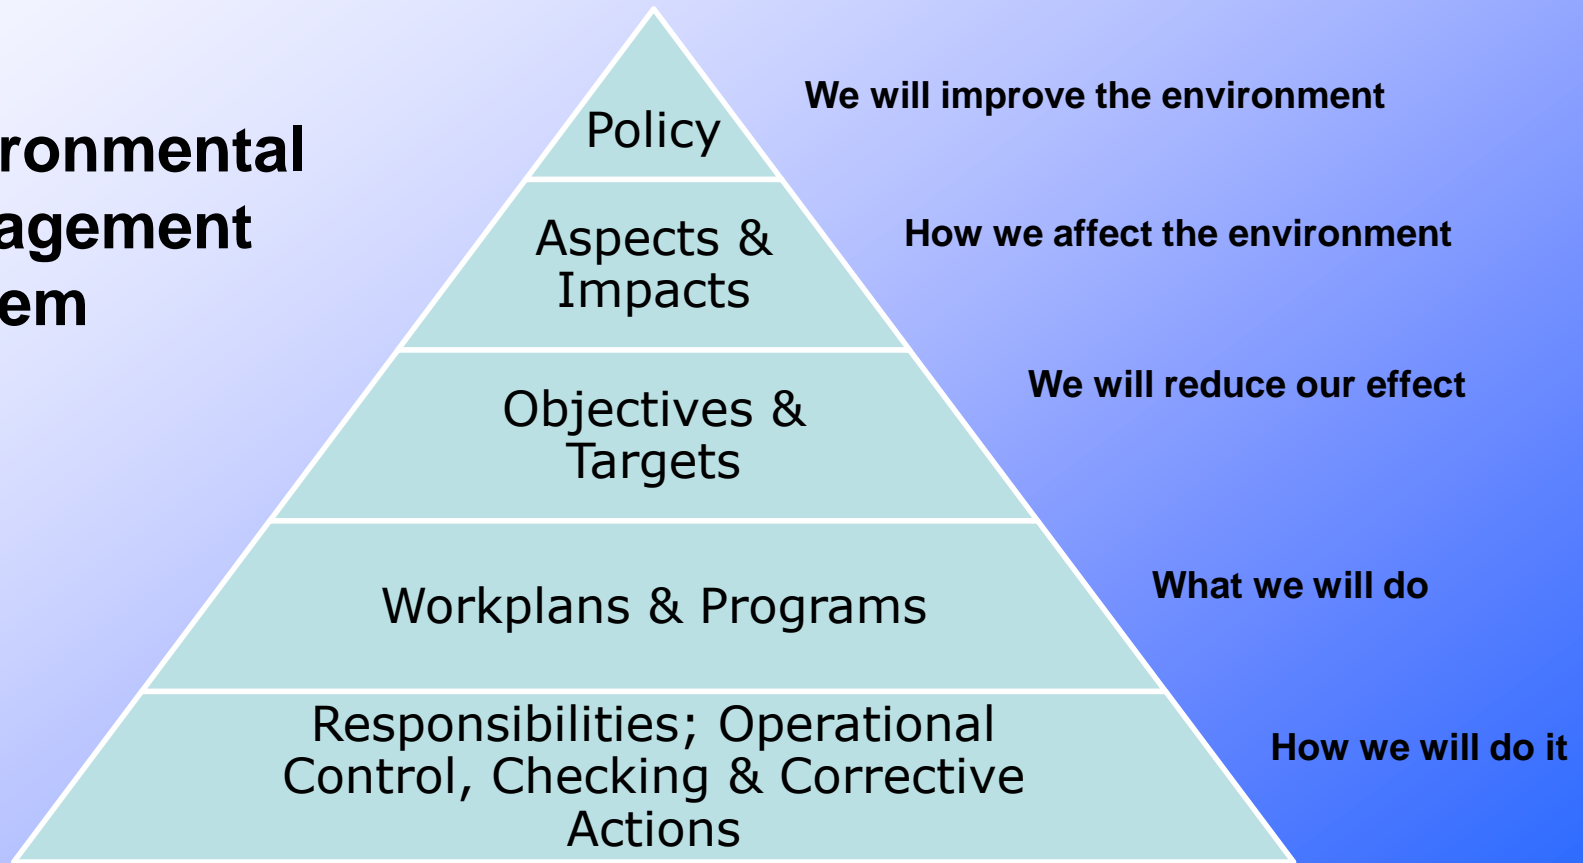 ronmental
agement
em
Policy
We will improve the environment
Aspects &
Impacts
How we affect the environment
Objectives &
Targets
We will reduce our effect
Workplans & Programs
What we will do
Responsibilities; Operational
Control, Checking & Corrective
Actions
How we will do it